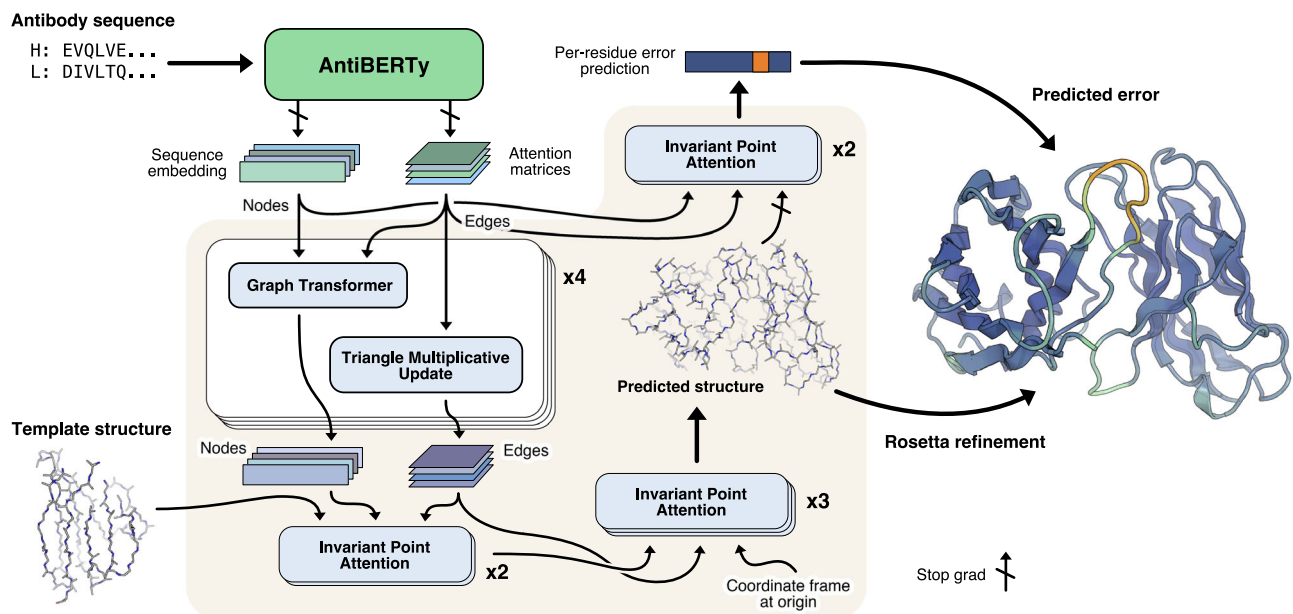 Antibody sequence
H: EVQLVE...
L: DIVLTQ...
AntiBERTy
Per-residue error
prediction
Predicted error
Sequence
embedding
Attention
matrices
Invariant Point
Attention
x2
Nodes
Edges
x4
Graph Transformer
Triangle Multiplicative
Update
Predicted structure
Rosetta refinement
Template structure
Nodes
Edges
Invariant Point
Attention
x3
Invariant Point
Attention
x2
Coordinate frame
at origin
Stop grad